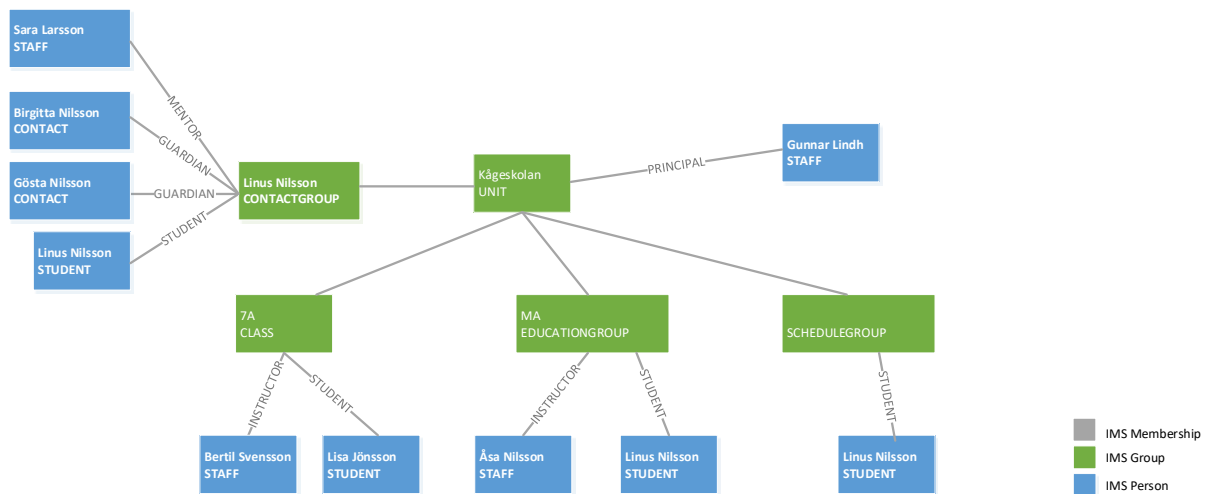 Sara Larsson
STAFF
MENTOR
Birgitta Nilsson
CONTACT
GUARDIAN
Gösta Nilsson
CONTACT
GUARDIAN
Linus Nilsson
STUDENT
STUDENT
Linus Nilsson
CONTACTGROUP
Kågeskolan
UNIT
PRINCIPAL
Gunnar Lindh
STAFF
7A
CLASS
MA
EDUCATIONGROUP
SCHEDULEGROUP
INSTRUCTOR
STUDENT
INSTRUCTOR
STUDENT
STUDENT
Bertil Svensson
STAFF
Lisa Jönsson
STUDENT
Åsa Nilsson
STAFF
Linus Nilsson
STUDENT
Linus Nilsson
STUDENT
IMS Membership
IMS Group
IMS Person